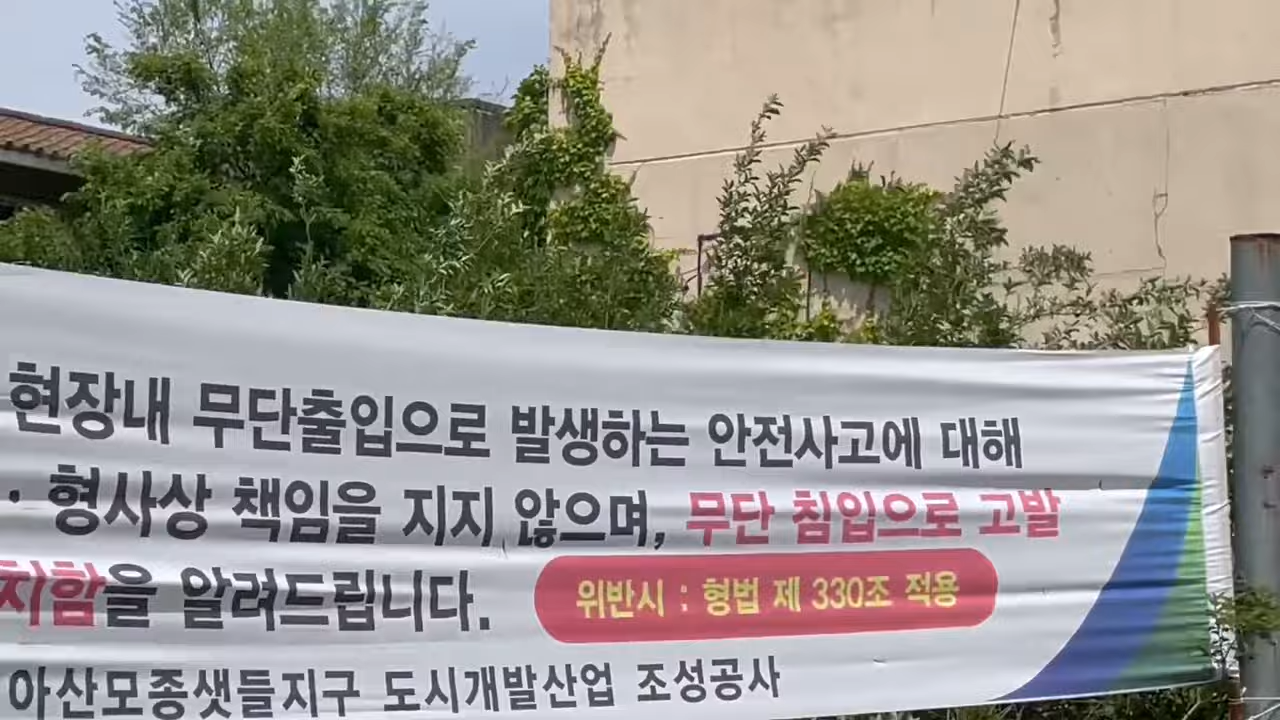 현장내 무단출입으로 발생하는 안전사고에 대해
· 형사상 책임을 지지 않으며, 무단 침입으로 고발
치함을 알려드립니다.
위반시 : 형법 제 330조 적용
아산모종샛들지구 도시개발산업 조성공사